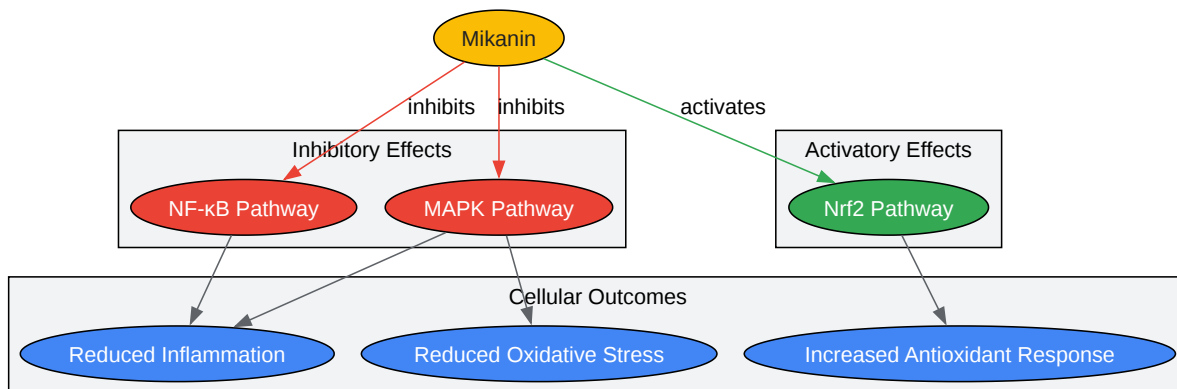 Mikanin
inhibits
inhibits
activates
Inhibitory Effects
Activatory Effects
NF-κB Pathway
MAPK Pathway
Nrf2 Pathway
Cellular Outcomes
Reduced Inflammation
Reduced Oxidative Stress
Increased Antioxidant Response